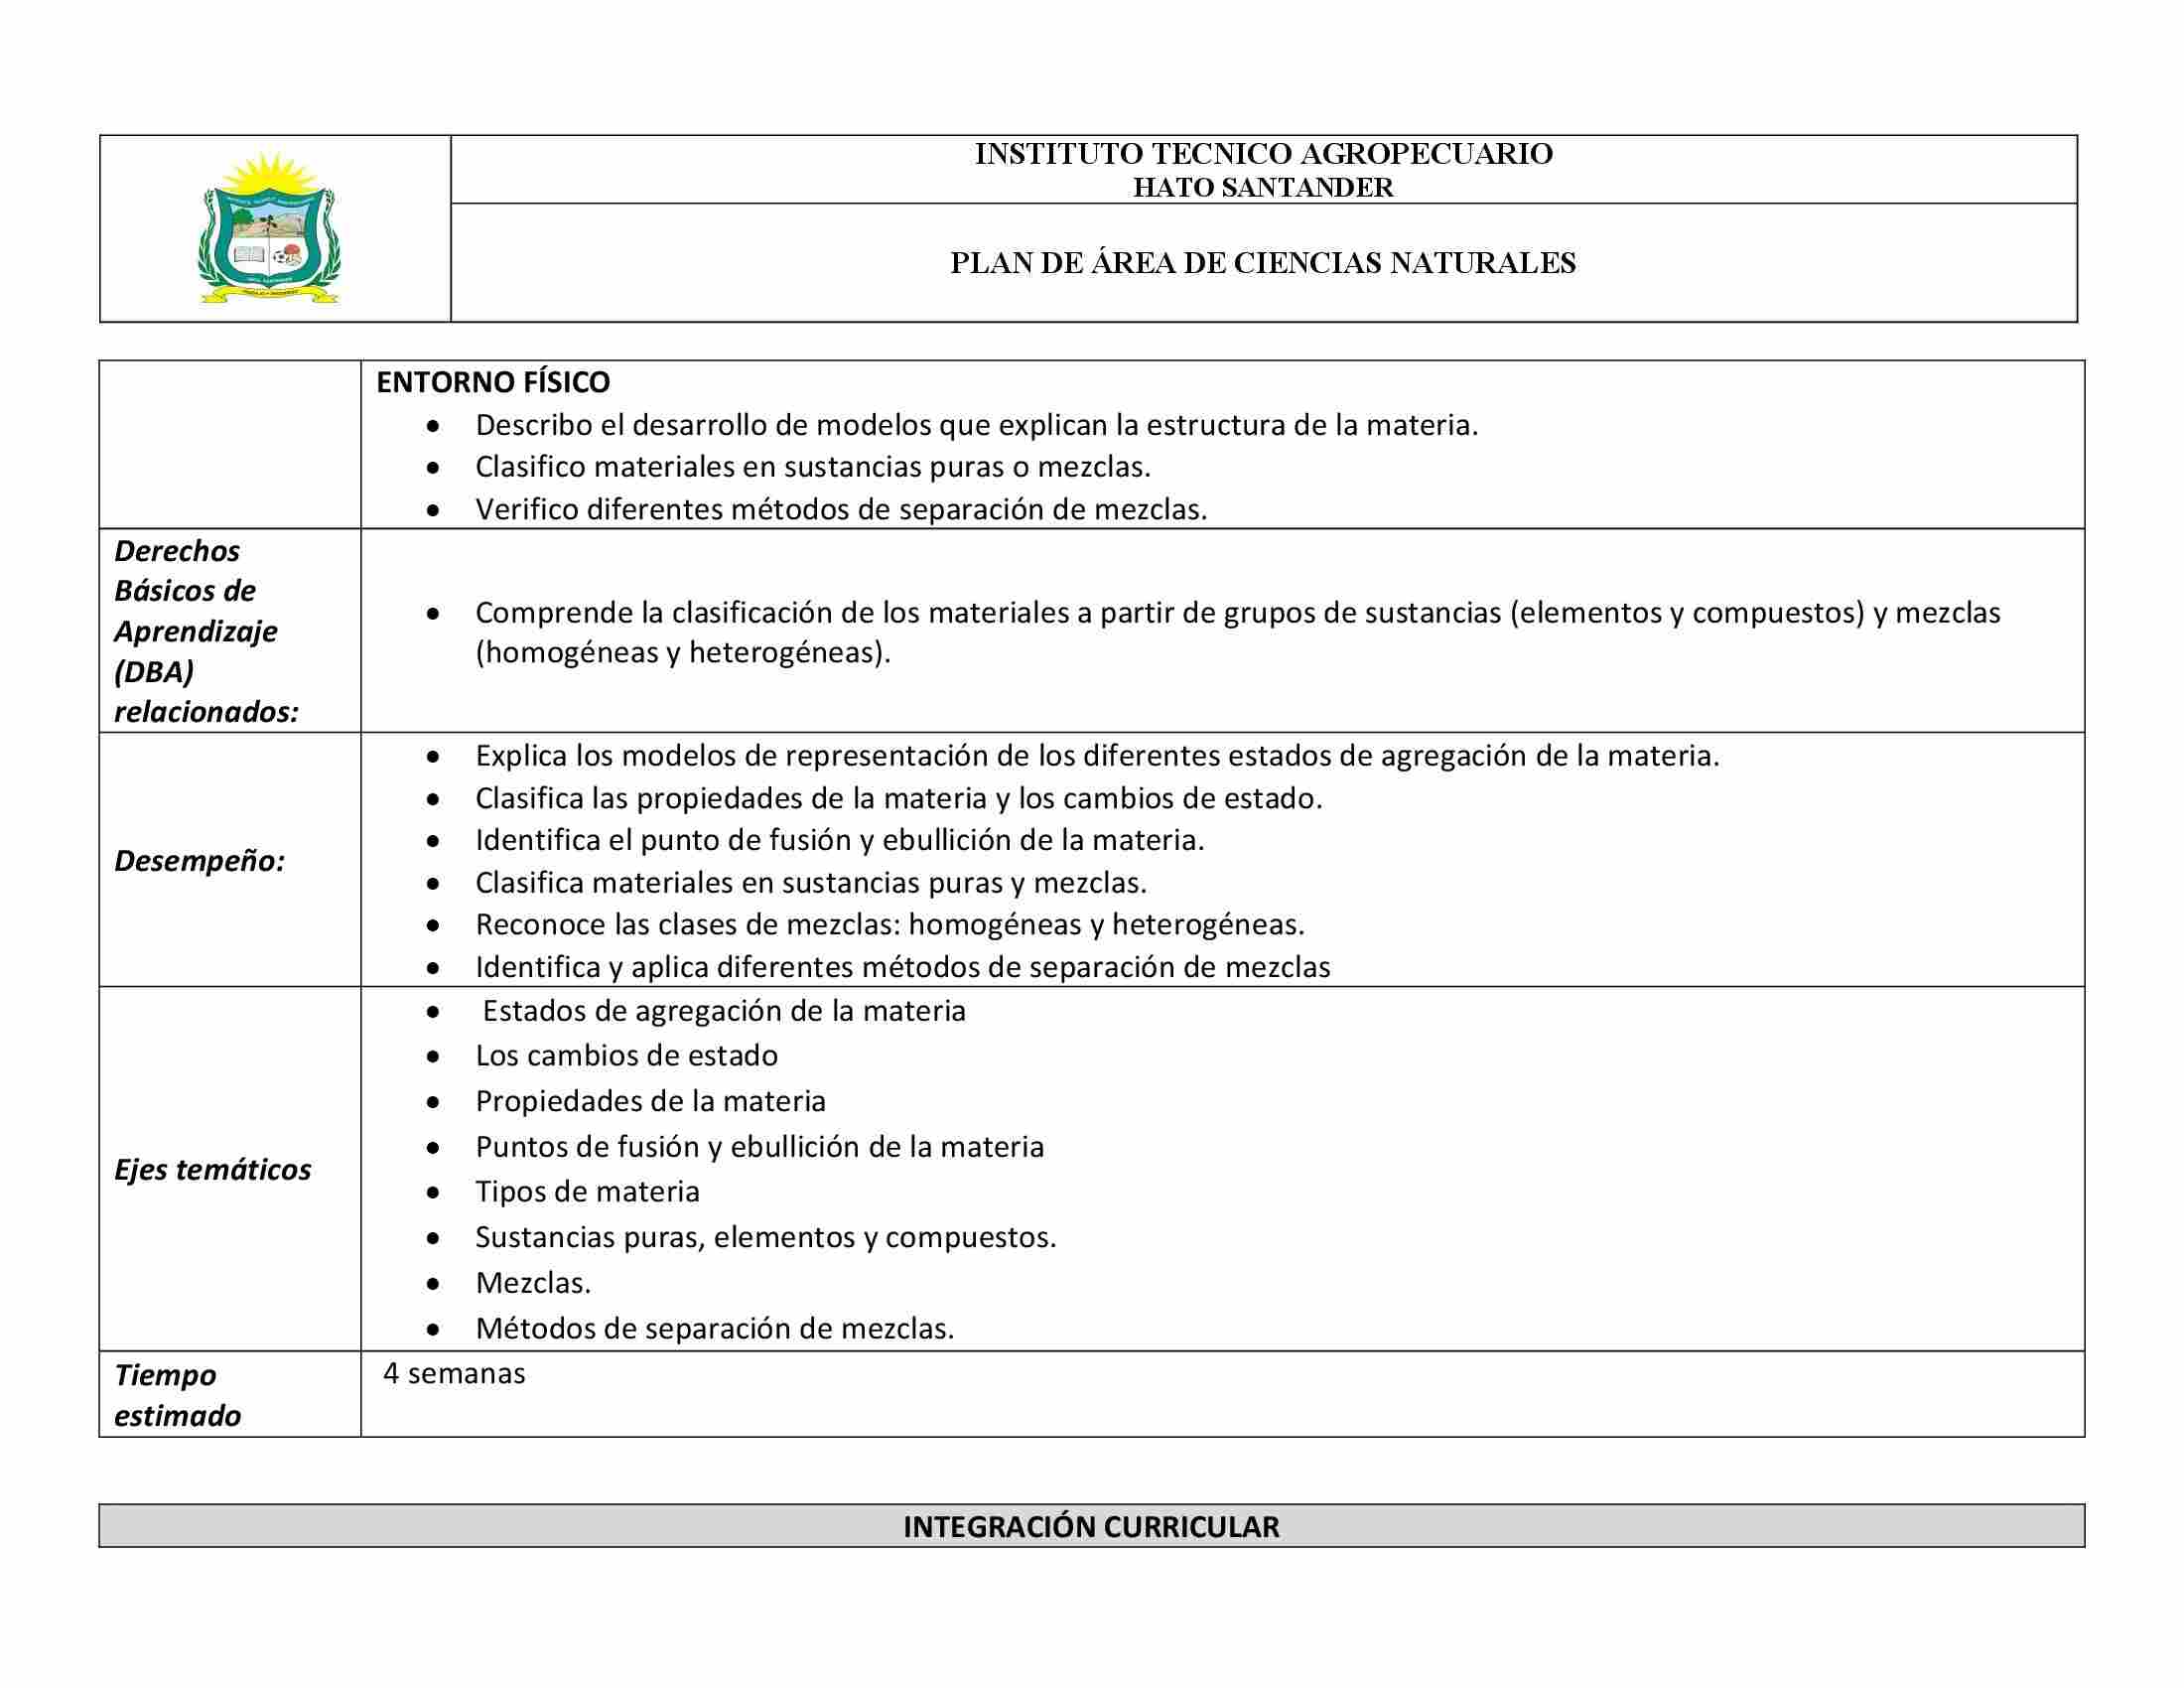 INSTITUTO TECNICO AGROPECUARIO
HATO SANTANDER
PLAN DE ÁREA DE CIENCIAS NATURALES
ENTORNO FÍSICO
• Describo el desarrollo de modelos que explican la estructura de la materia.
• Clasifico materiales en sustancias puras o mezclas.
• Verifico diferentes métodos de separación de mezclas.
Derechos
Básicos de
Aprendizaje
(DBA)
relacionados:
• Comprende la clasificación de los materiales a partir de grupos de sustancias (elementos y compuestos) y mezclas
(homogéneas y heterogéneas).
Desempeño:
• Explica los modelos de representación de los diferentes estados de agregación de la materia.
• Clasifica las propiedades de la materia y los cambios de estado.
• Identifica el punto de fusión y ebullición de la materia.
• Clasifica materiales en sustancias puras y mezclas.
• Reconoce las clases de mezclas: homogéneas y heterogéneas.
• Identifica y aplica diferentes métodos de separación de mezclas
Ejes temáticos
• Estados de agregación de la materia
• Los cambios de estado
• Propiedades de la materia
• Puntos de fusión y ebullición de la materia
• Tipos de materia
• Sustancias puras, elementos y compuestos.
• Mezclas.
• Métodos de separación de mezclas.
Tiempo
estimado
4 semanas
INTEGRACIÓN CURRICULAR